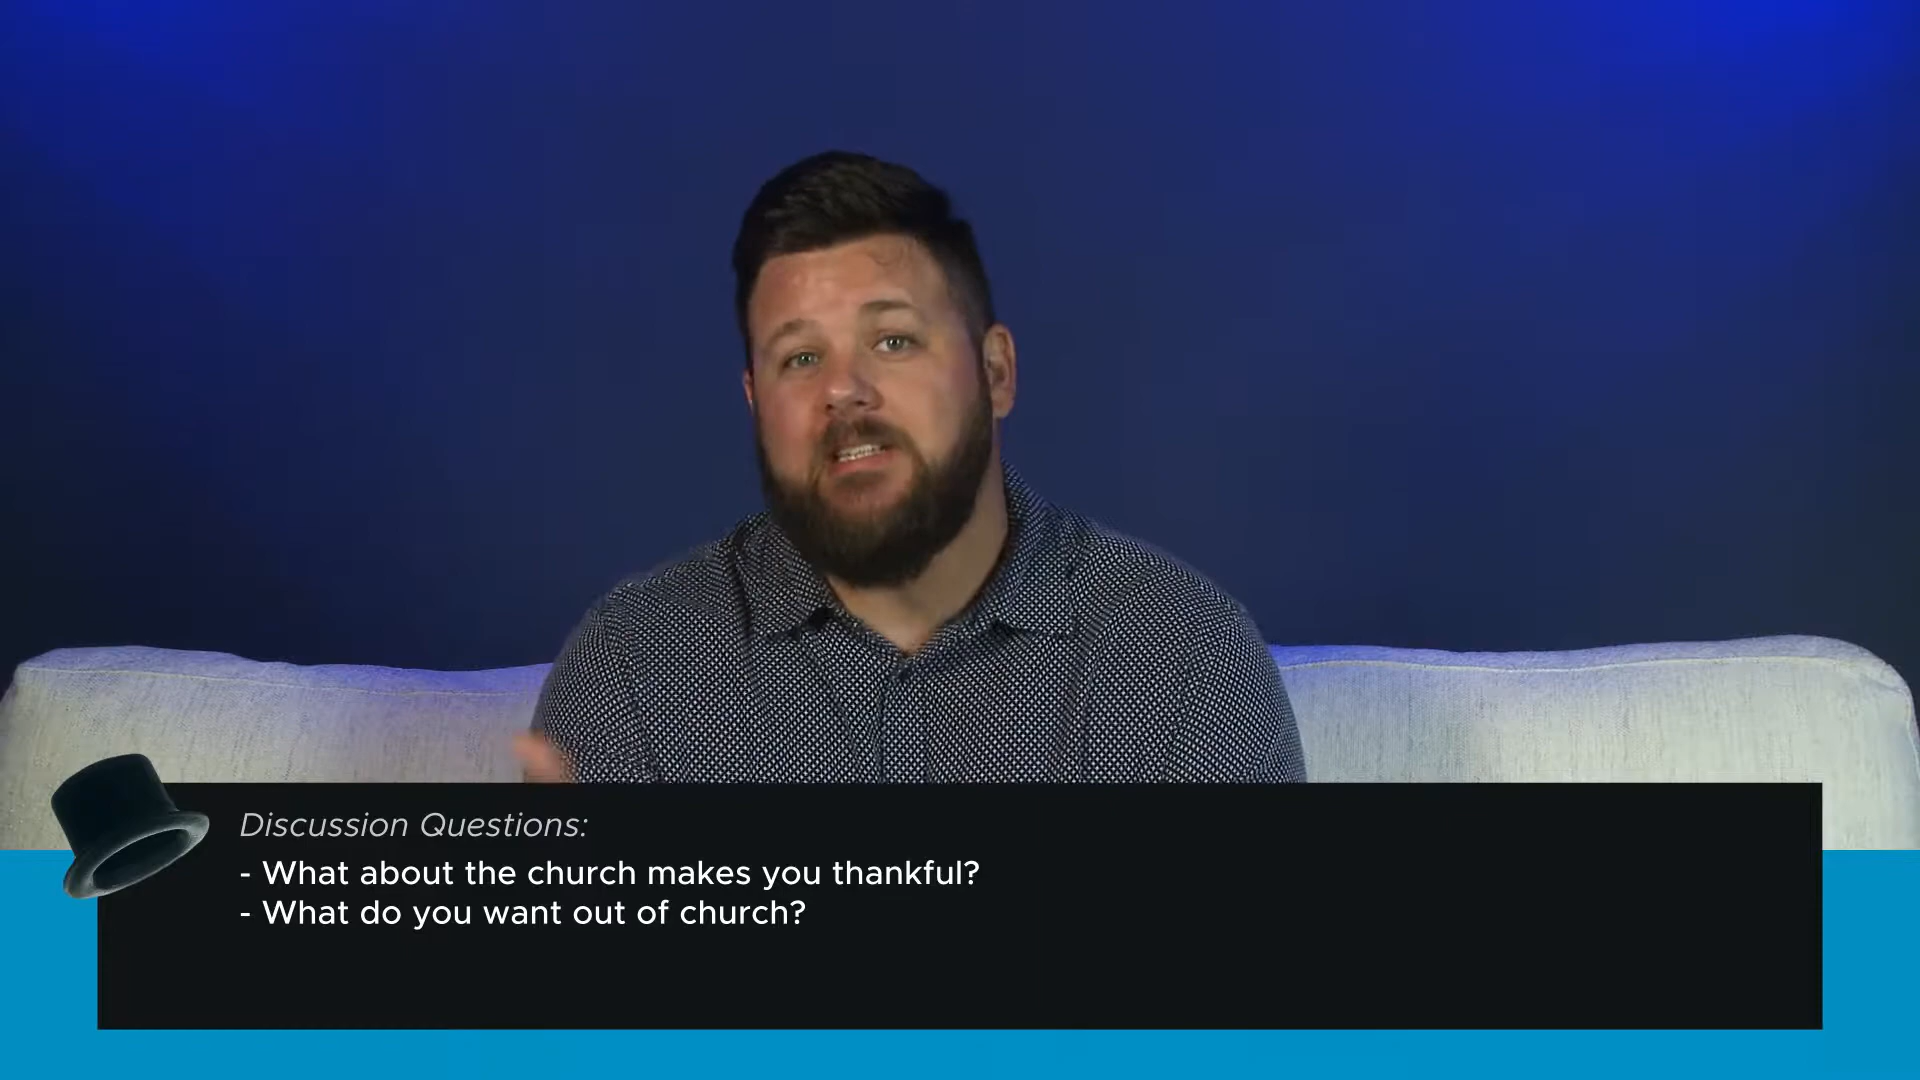 Discussion Questions:
- What about the church makes you thankful?
- What do you want out of church?